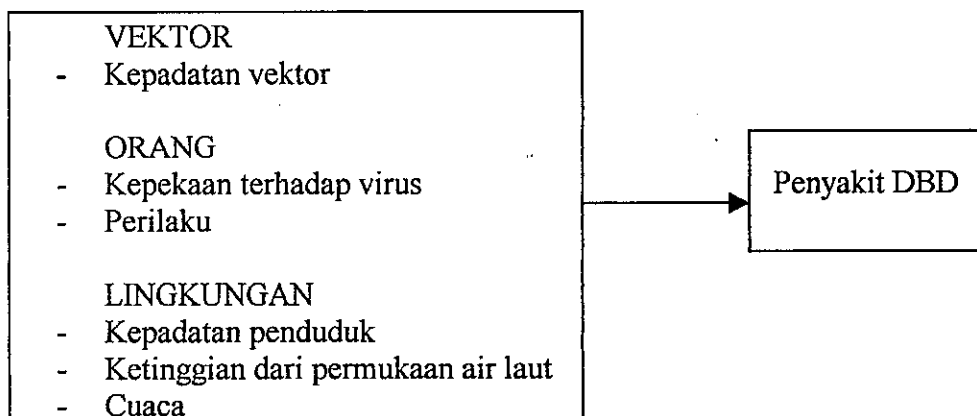 VEKTOR
- Kepadatan vektor
ORANG
- Kepekaan terhadap virus
- Perilaku
LINGKUNGAN
- Kepadatan penduduk
- Ketinggian dari permukaan air laut
- Cuaca
Penyakit DBD